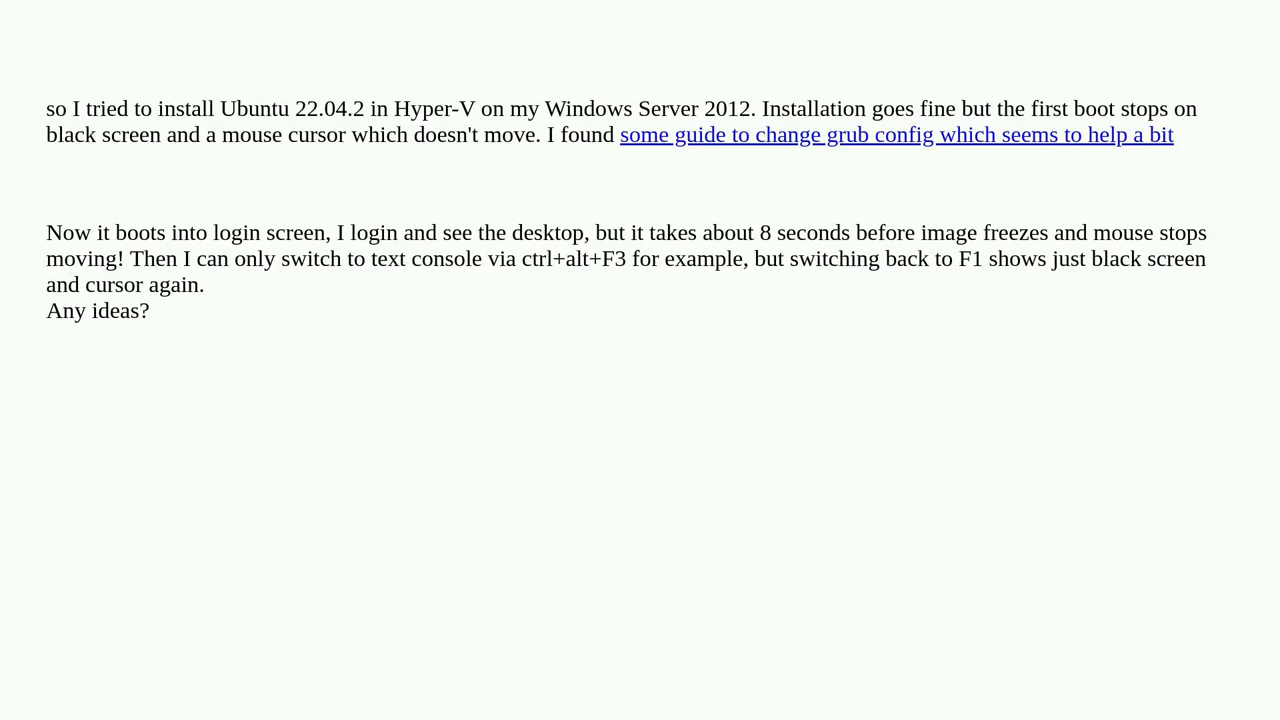 so I tried to install Ubuntu 22.04.2 in Hyper-V on my Windows Server 2012. Installation goes fine but the first boot stops on
black screen and a mouse cursor which doesn't move. I found some guide to change grub config which seems to help a bit
Now it boots into login screen, I login and see the desktop, but it takes about 8 seconds before image freezes and mouse stops
moving! Then I can only switch to text console via ctrl+alt+F3 for example, but switching back to F1 shows just black screen
and cursor again.
Any ideas?